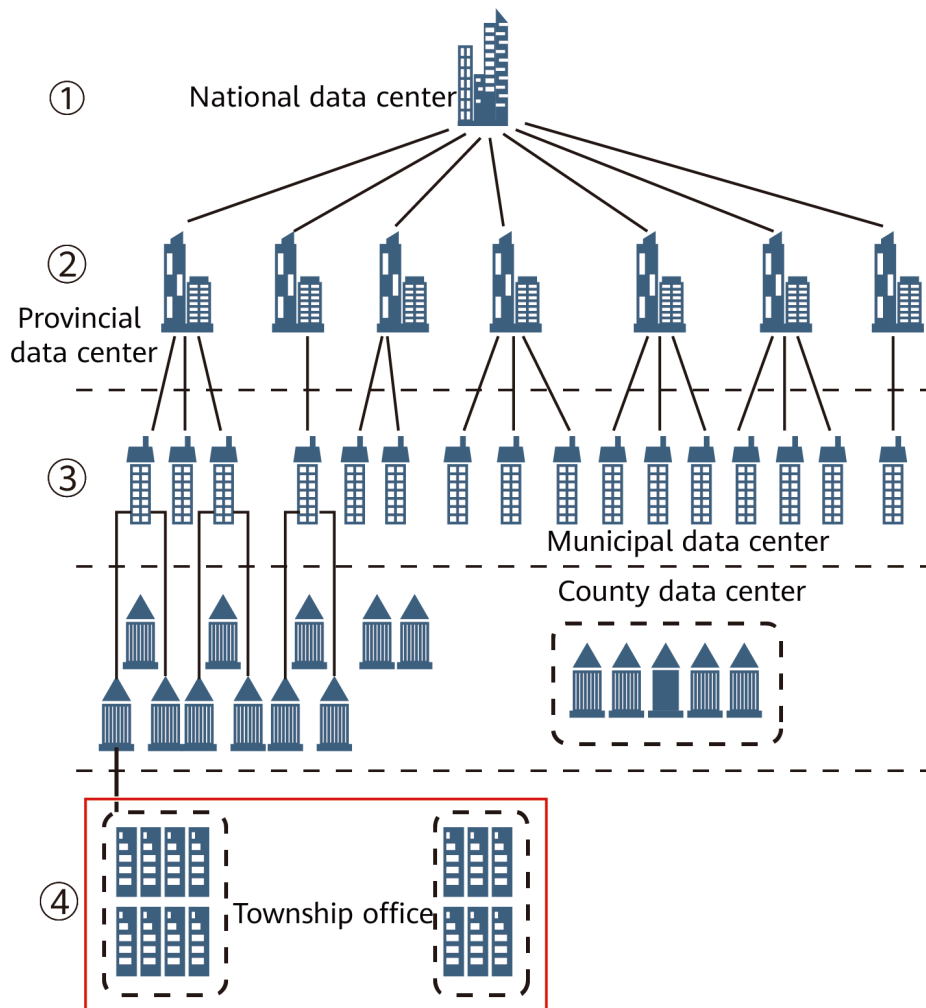 ①
National data center
②
Provincial
data center
③
Municipal data center
County data center
④
Township office